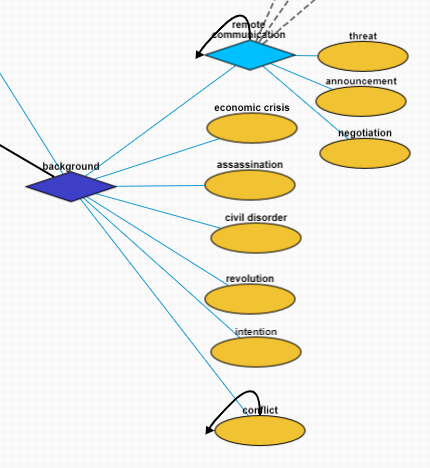 remote
communication
threat
announcement
economic crisis
negotiation
assassination
background
civil disorder
revolution
intention
conflict